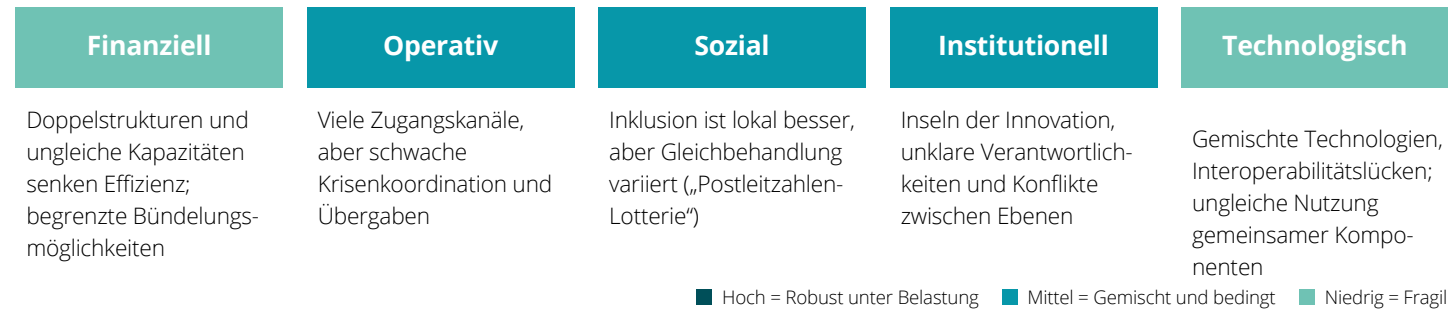 Finanziell
Doppelstrukturen und
ungleiche Kapazitäten
senken Effizienz;
begrenzte Bündelungs-
möglichkeiten
Operativ
Viele Zugangskanäle,
aber schwache
Krisenkoordination und
Übergaben
Sozial
Inklusion ist lokal besser,
aber Gleichbehandlung
variiert („Postleitzahlen-
Lotterie“)
Institutionell
Inseln der Innovation,
unklare Verantwortlich-
keiten und Konflikte
zwischen Ebenen
Technologisch
Gemischte Technologien,
Interoperabilitätslücken;
ungleiche Nutzung
gemeinsamer Kompo-
nenten
Hoch = Robust unter Belastung
Mittel = Gemischt und bedingt
Niedrig = Fragil